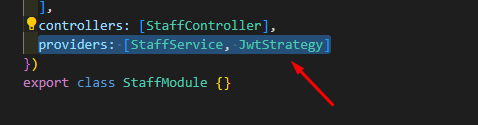 ],
controllers: [StaffController],
providers: [StaffService, JwtStrategy]
})
export class StaffModule {}